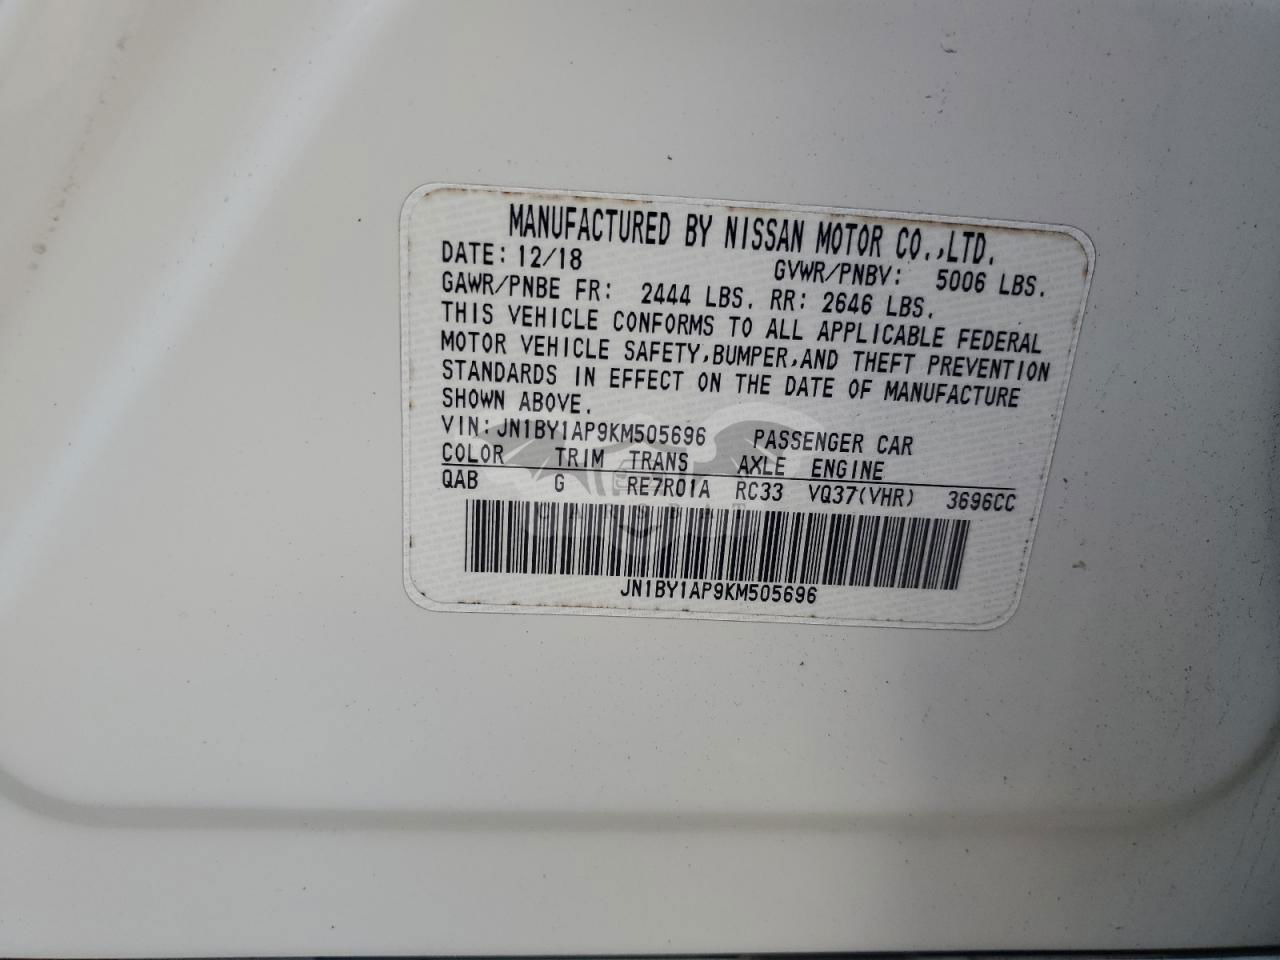 MANUFACTURED BY NISSAN MOTOR CO.,LTD.
DATE: 12/18 GVWR/PNBV: 5006 LBS.
GAWR/PNBE FR: 2444 LBS. RR: 2646 LBS.
THIS VEHICLE CONFORMS TO ALL APPLICABLE FEDERAL
MOTOR VEHICLE SAFETY,BUMPER,AND THEFT PREVENTION
STANDARDS IN EFFECT ON THE DATE OF MANUFACTURE
SHOWN ABOVE.
VIN: JN1BY1AP9KM505696 PASSENGER CAR
COLOR TRIM TRANS AXLE ENGINE
QAB G RE7R01A RC33 VQ37(VHR) 3696CC
JN1BY1AP9KM505696